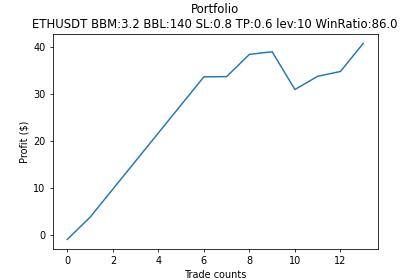 Portfolio
ETHUSDT BBM:3.2 BBL:140 SL:0.8 TP:0.6 lev:10 WinRatio:86.0
40
30
20
10
0
Profit ($)
0 2 4 6 8 10 12
Trade counts